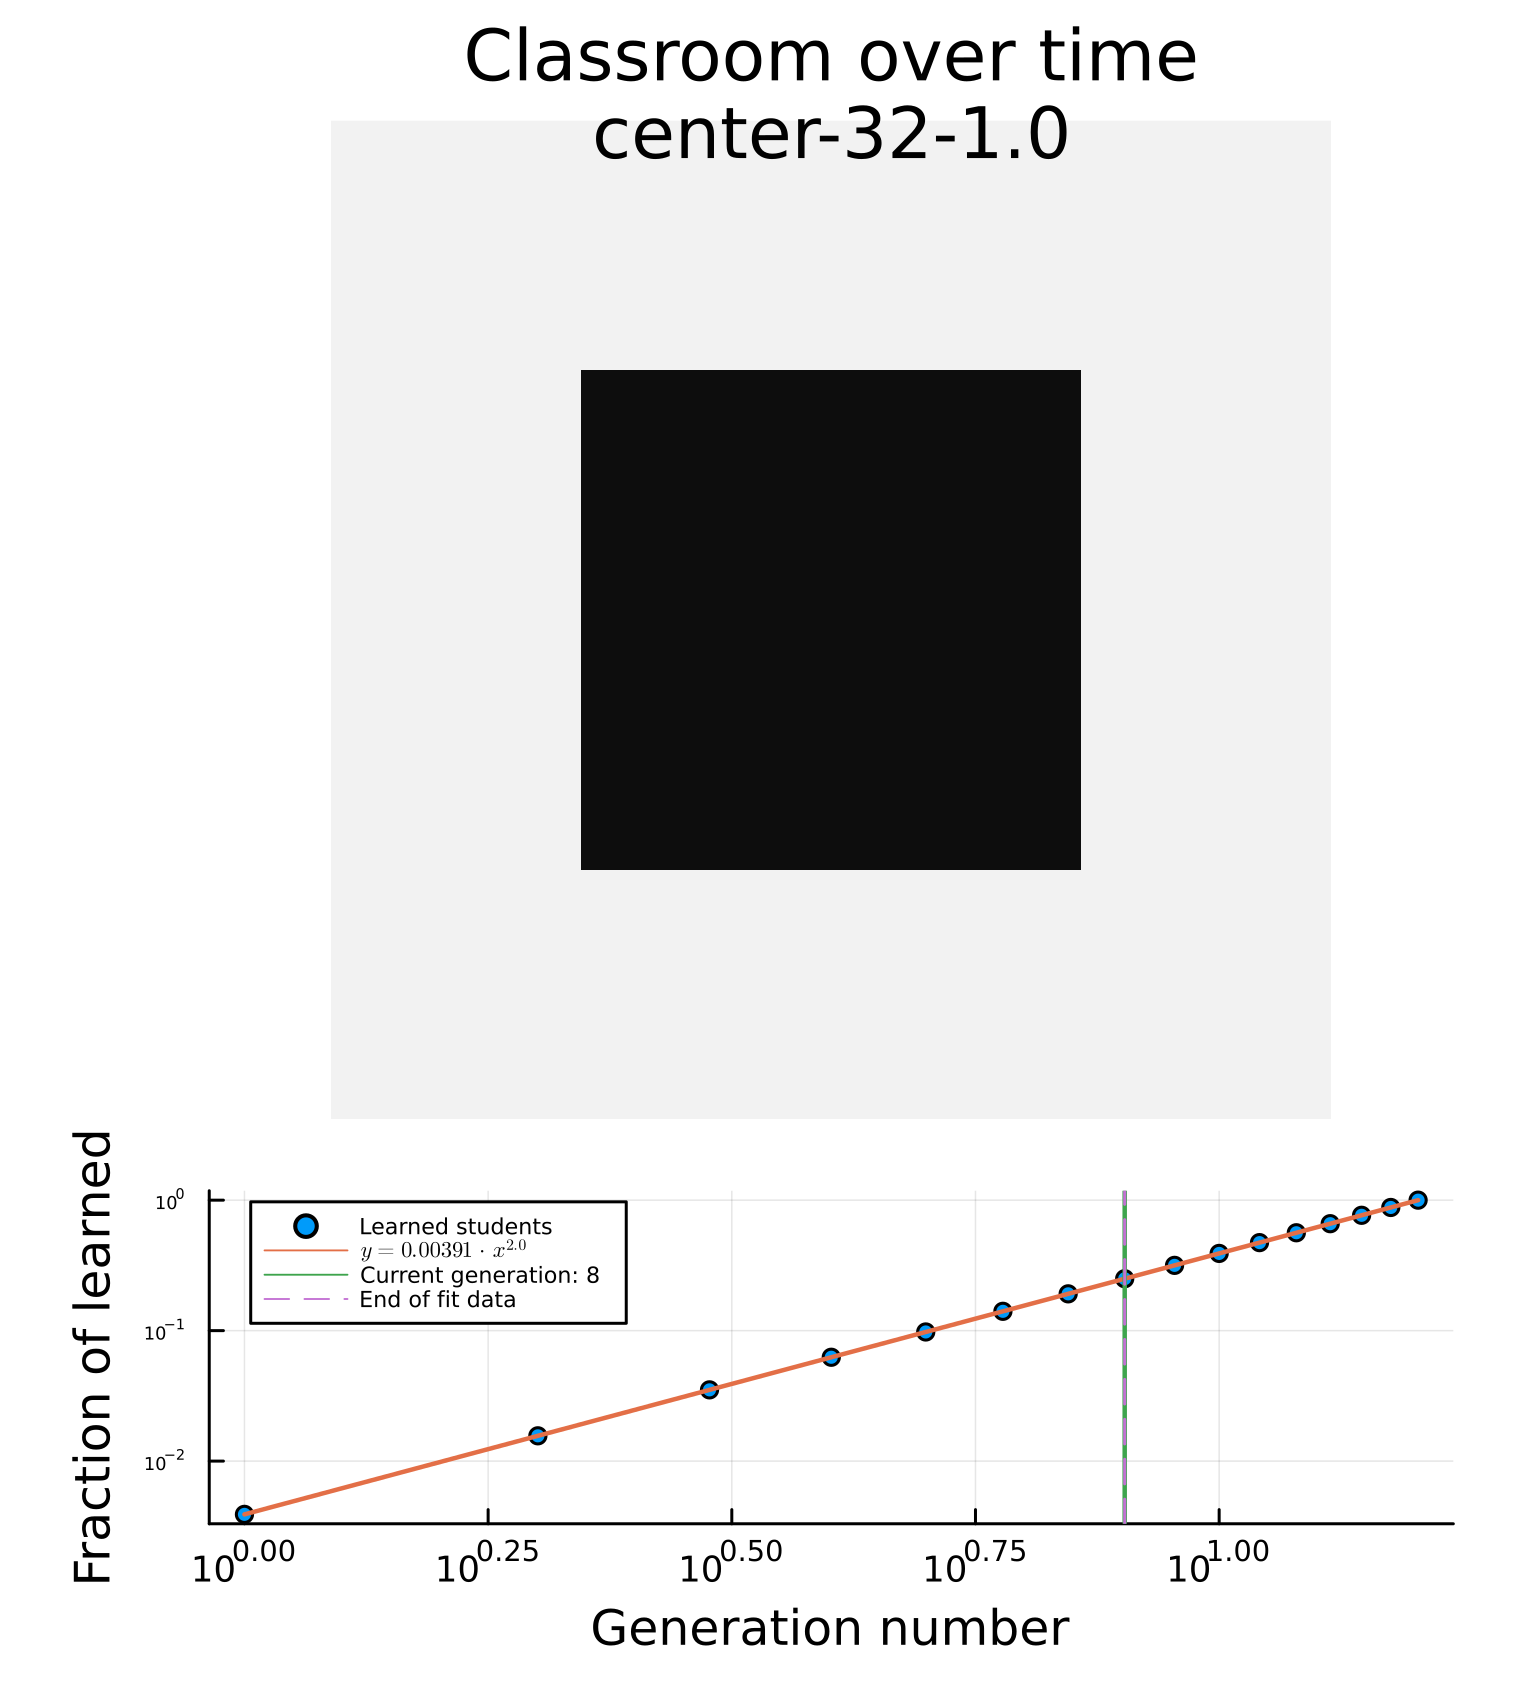 Classroom over time
center-32-1.0
Fraction of learned
10⁰
10⁻¹
10⁻²
Learned students
y = 0.00391 · x^{2.0}
Current generation: 8
End of fit data
10^{0.00} 10^{0.25} 10^{0.50} 10^{0.75} 10^{1.00}
Generation number